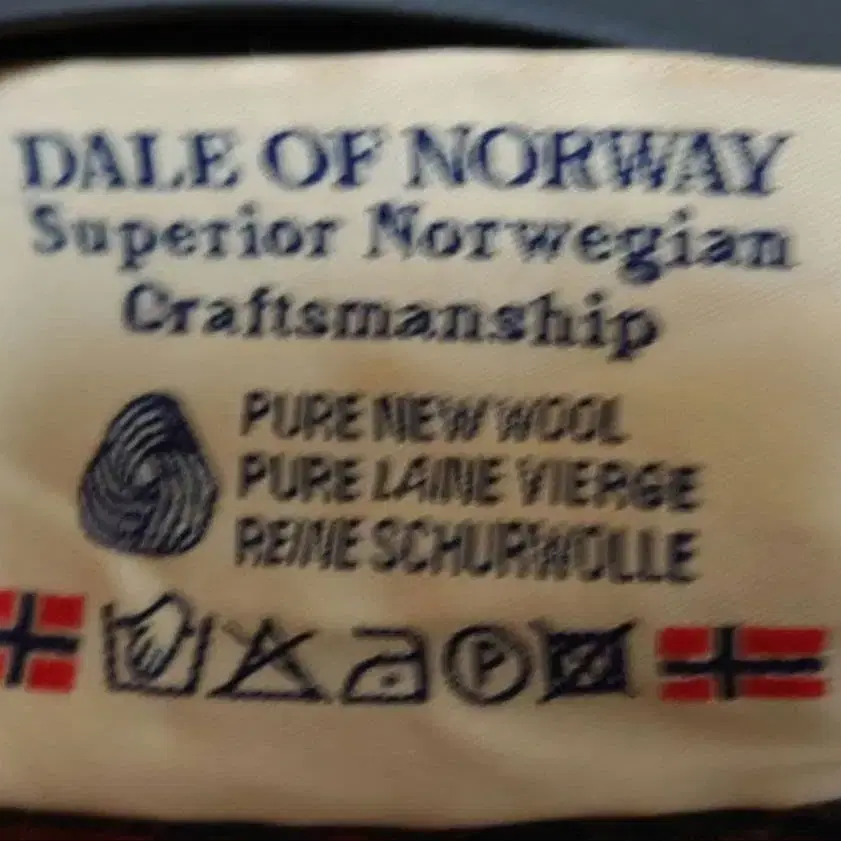 DALE OF NORWAY
Superior Norwegian
Craftsmanship
PURE NEW WOOL
PURE LAINE VIERGE
REINE SCHURWOLLE
P